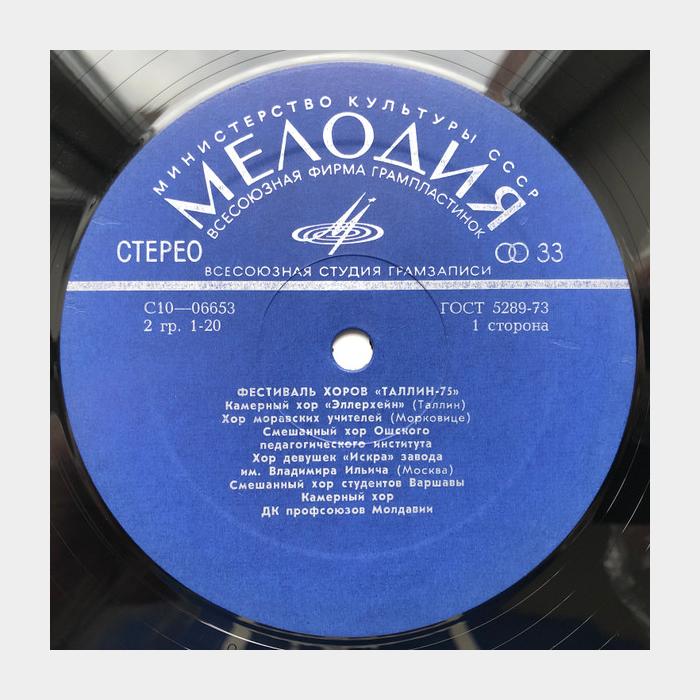 МИНИСТЕРСТВО КУЛЬТУРЫ СССР
МЕЛОДИЯ
ВСЕСОЮЗНАЯ ФИРМА ГРАМПЛАСТИНОК
СТЕРЕО
33
ВСЕСОЮЗНАЯ СТУДИЯ ГРАМЗАПИСИ
С10—06653
ГОСТ 5289-73
2 гр. 1-20
1 сторона
ФЕСТИВАЛЬ ХОРОВ «ТАЛЛИН-75»
Камерный хор «Эллерхейн» (Таллин)
Хор моравских учителей (Морковице)
Смешанный хор Ошского
педагогического института
Хор девушек «Искра» завода
им. Владимира Ильича (Москва)
Смешанный хор студентов Варшавы
Камерный хор
ДК профсоюзов Молдавии